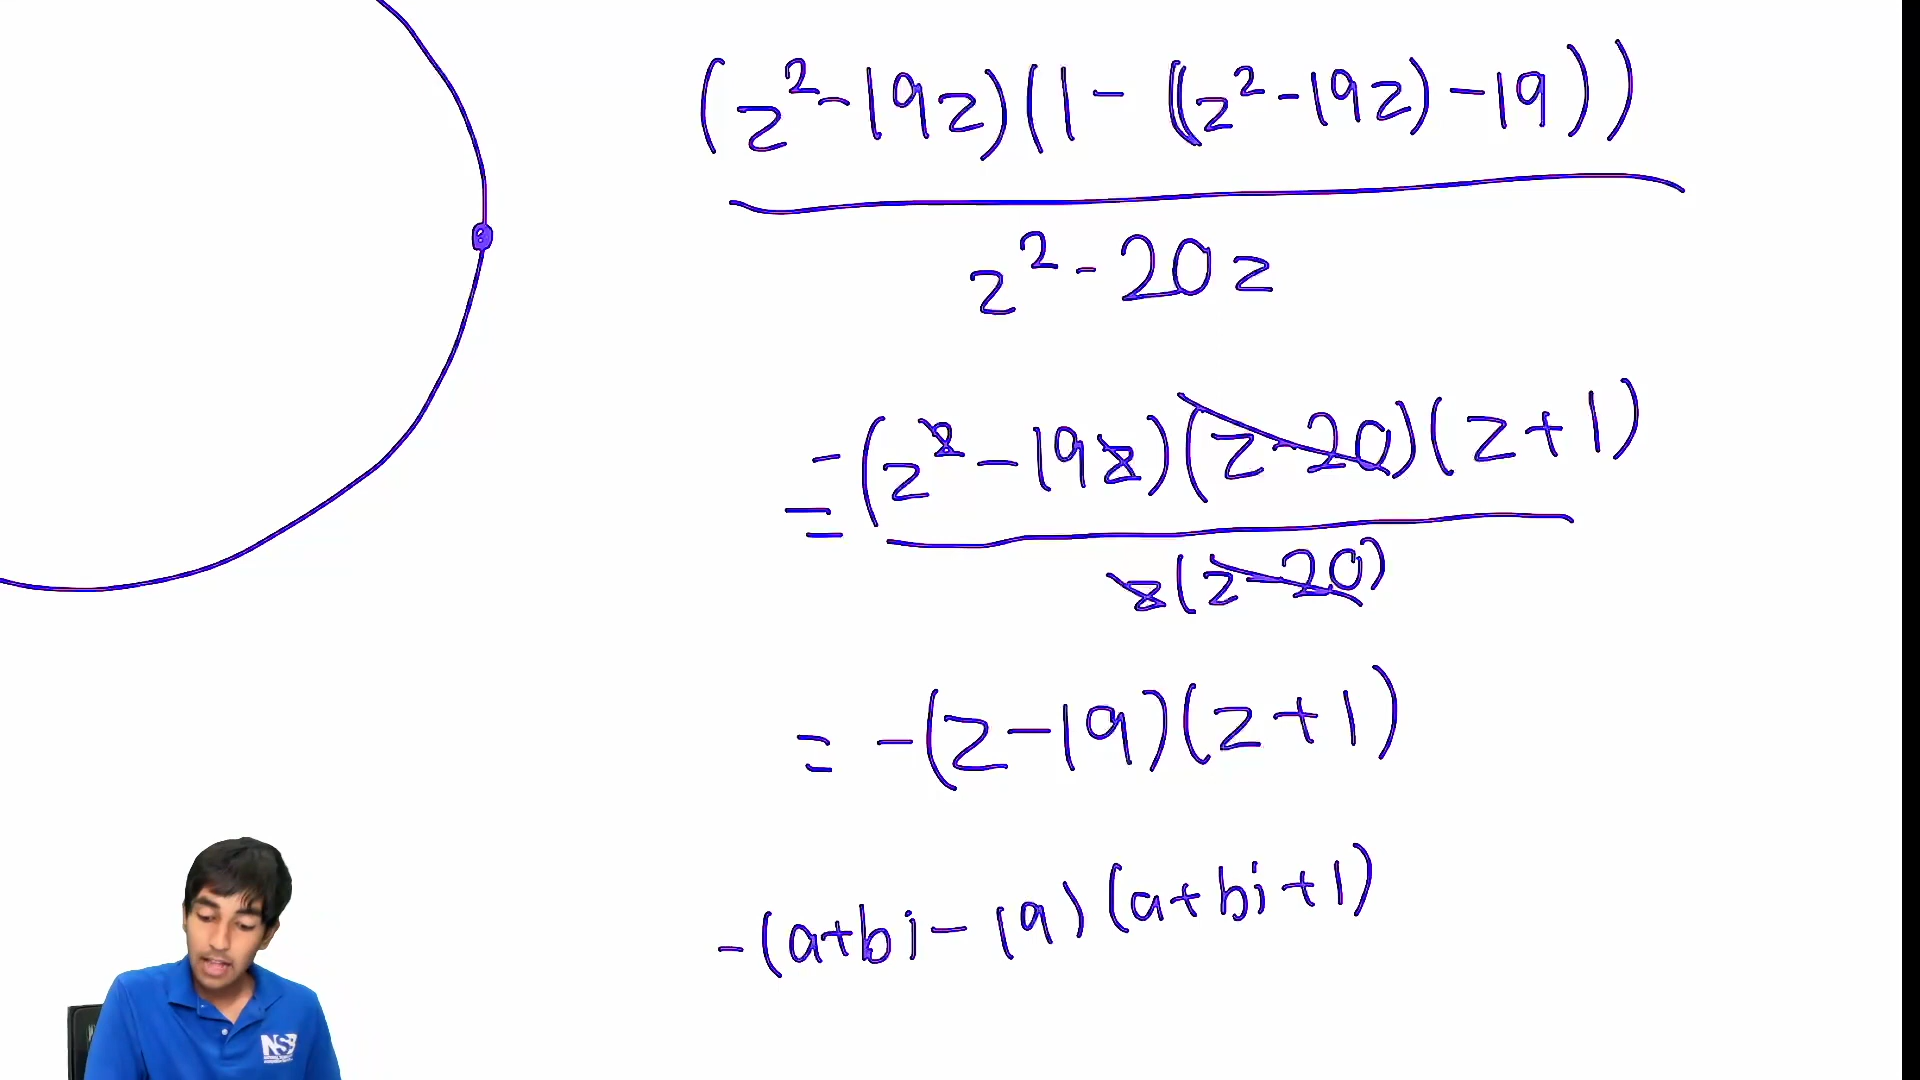 (z²-19z)(1-((z²-19z)-19))
z²-20z
= -(z²-19z)(z-20)(z+1)
z(z-20)
= -(z-19)(z+1)
-(a+bi-19)(a+bi+1)
NSB